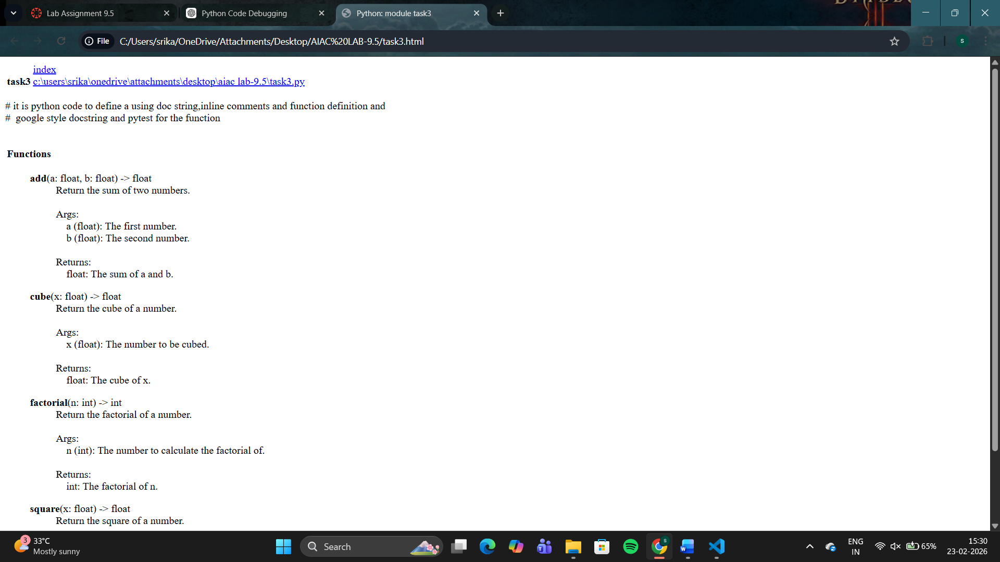 Lab Assignment 9.5
Python Code Debugging
Python: module task3
File
C:/Users/srika/OneDrive/Attachments/Desktop/AIAC%20LAB-9.5/task3.html
S
index
task3 c:\users\srika\onedrive\attachments\desktop\aiac lab-9.5\task3.py
# it is python code to define a using doc string,inline comments and function definition and
#  google style docstring and pytest for the function
Functions
add(a: float, b: float) -> float
Return the sum of two numbers.
Args:
a (float): The first number.
b (float): The second number.
Returns:
float: The sum of a and b.
cube(x: float) -> float
Return the cube of a number.
Args:
x (float): The number to be cubed.
Returns:
float: The cube of x.
factorial(n: int) -> int
Return the factorial of a number.
Args:
n (int): The number to calculate the factorial of.
Returns:
int: The factorial of n.
square(x: float) -> float
Return the square of a number.
3
33°C
Mostly sunny
Search
ENG
IN
65%
15:30
23-02-2026